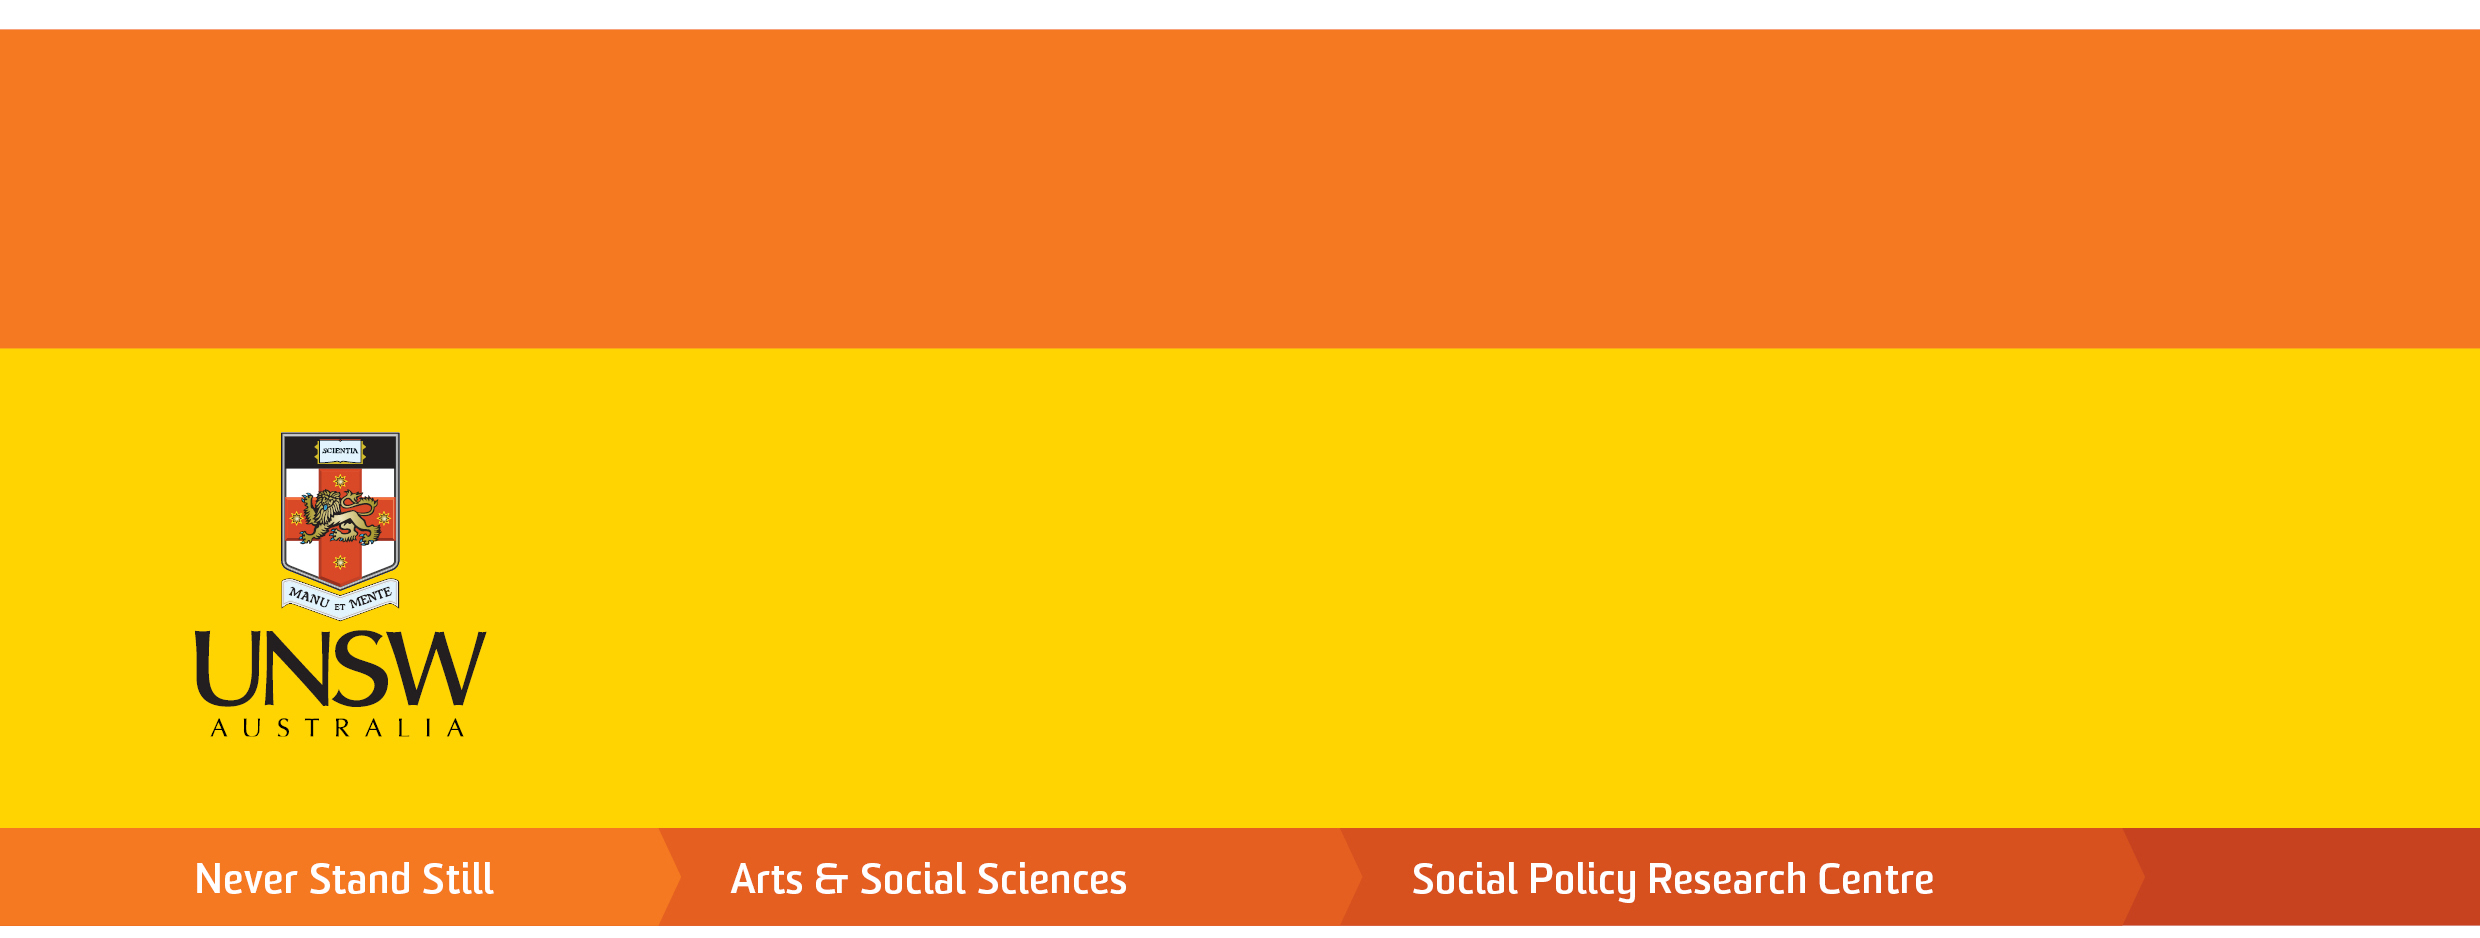 SCIENTIA
MANU ET MENTE
UNSW
AUSTRALIA
Never Stand Still
Arts & Social Sciences
Social Policy Research Centre